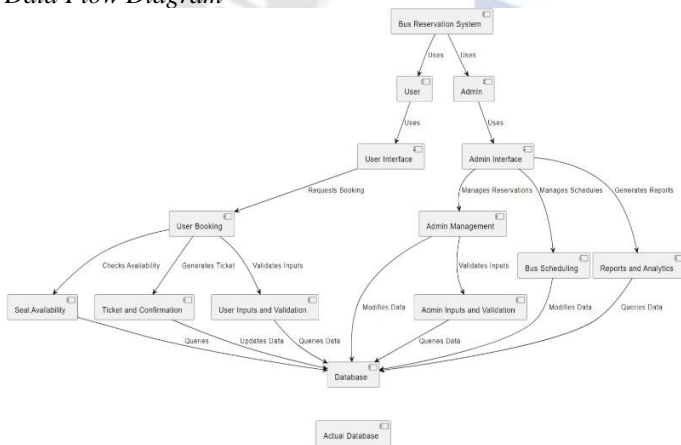 Data Flow Diagram
Bus Reservation System
Uses
Uses
User
Admin
Uses
Uses
User Interface
Admin Interface
Requests Booking
Manages Reservations
Manages Schedules
Generates Reports
User Booking
Admin Management
Checks Availability
Generates Ticket
Validates Inputs
Validates Inputs
Bus Scheduling
Reports and Analytics
Seat Availability
Ticket and Confirmation
User Inputs and Validation
Modifies Data
Admin Inputs and Validation
Modifies Data
Queries Data
Queries
Updates Data
Queries Data
Queries Data
Database
Actual Database